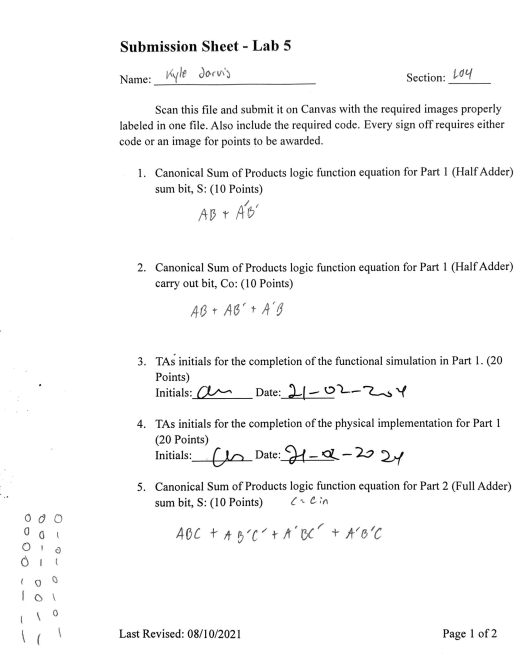 Submission Sheet - Lab 5
Name: Kyle Jarvis Section: L04
Scan this file and submit it on Canvas with the required images properly
labeled in one file. Also include the required code. Every sign off requires either
code or an image for points to be awarded.
1. Canonical Sum of Products logic function equation for Part 1 (Half Adder)
sum bit, S: (10 Points)
AB + A'B'
2. Canonical Sum of Products logic function equation for Part 1 (Half Adder)
carry out bit, Co: (10 Points)
AB + AB' + A'B
3. TAs initials for the completion of the functional simulation in Part 1. (20
Points)
Initials: Date: 21-02-2024
4. TAs initials for the completion of the physical implementation for Part 1
(20 Points)
Initials: Date: 21-02-2024
5. Canonical Sum of Products logic function equation for Part 2 (Full Adder)
sum bit, S: (10 Points) C = Cin
ABC + AB'C' + A'BC' + A'B'C
0 0 0
0 0 1
0 1 0
0 1 1
1 0 0
1 0 1
1 1 0
1 1 1
Last Revised: 08/10/2021 Page 1 of 2